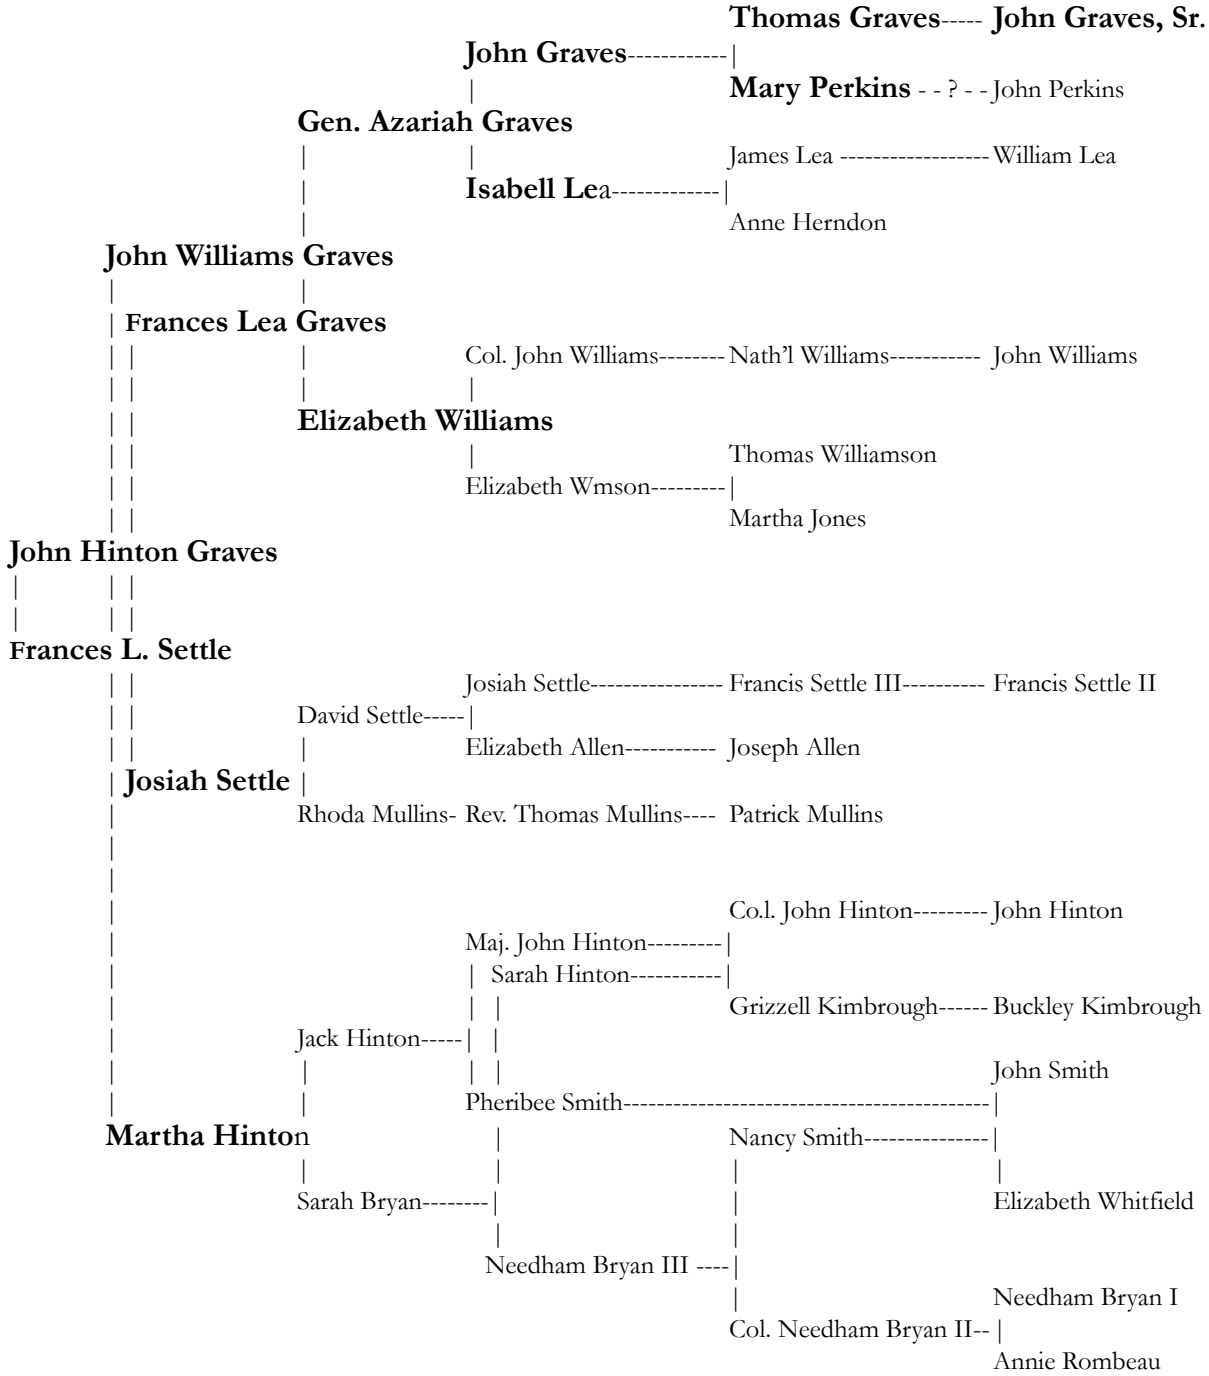 Thomas Graves----- John Graves, Sr.
John Graves------------|
| Mary Perkins - - ? - - John Perkins
Gen. Azariah Graves
| | James Lea ------------------ William Lea
| Isabell Lea-------------|
| Anne Herndon
John Williams Graves
| |
| Frances Lea Graves
| | | Col. John Williams-------- Nath'l Williams----------- John Williams
| | | |
| | Elizabeth Williams
| | | Thomas Williamson
| | Elizabeth Wmson---------|
| | Martha Jones
John Hinton Graves
| | |
| | |
Frances L. Settle
| | Josiah Settle---------------- Francis Settle III---------- Francis Settle II
| | David Settle-----|
| | | Elizabeth Allen----------- Joseph Allen
| Josiah Settle |
| Rhoda Mullins- Rev. Thomas Mullins---- Patrick Mullins
|
|
| Co.l. John Hinton--------- John Hinton
| Maj. John Hinton---------|
| | Sarah Hinton-----------|
| | | Grizzell Kimbrough------ Buckley Kimbrough
| Jack Hinton-----| |
| | | | John Smith
| | Pheribee Smith--------------------------------------------|
Martha Hinton | Nancy Smith---------------|
| | | |
Sarah Bryan--------| | Elizabeth Whitfield
| |
Needham Bryan III ----|
| Needham Bryan I
Col. Needham Bryan II-- |
Annie Rombeau